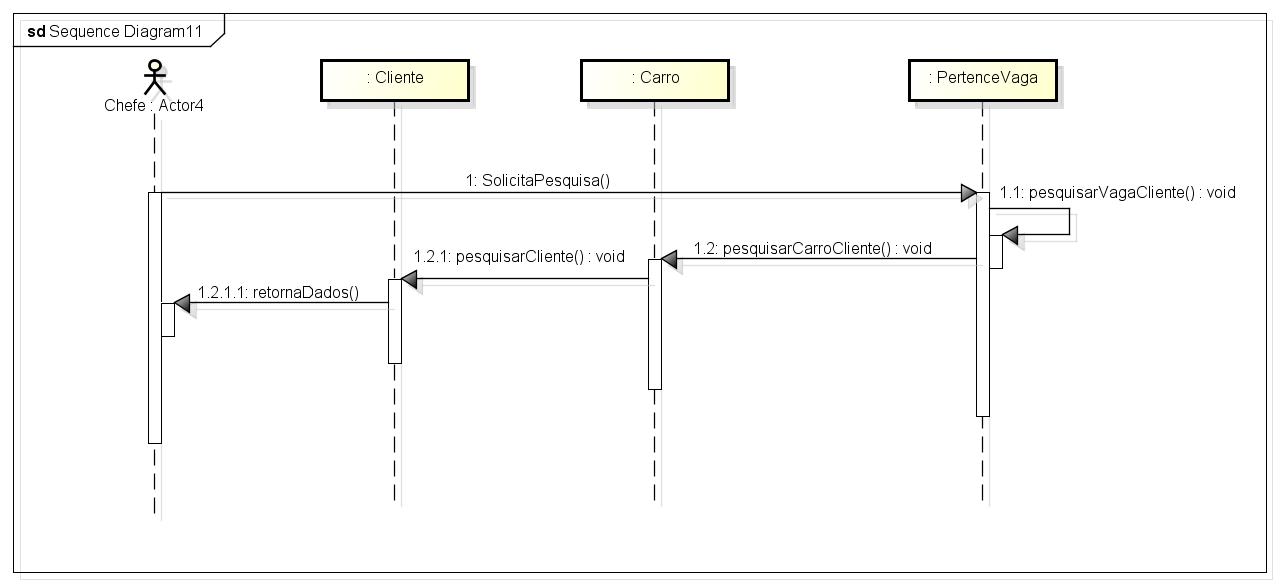 sd Sequence Diagram11
Chefe : Actor4
: Cliente
: Carro
: PertenceVaga
1: SolicitaPesquisa()
1.1: pesquisarVagaCliente() : void
1.2: pesquisarCarroCliente() : void
1.2.1: pesquisarCliente() : void
1.2.1.1: retornaDados()